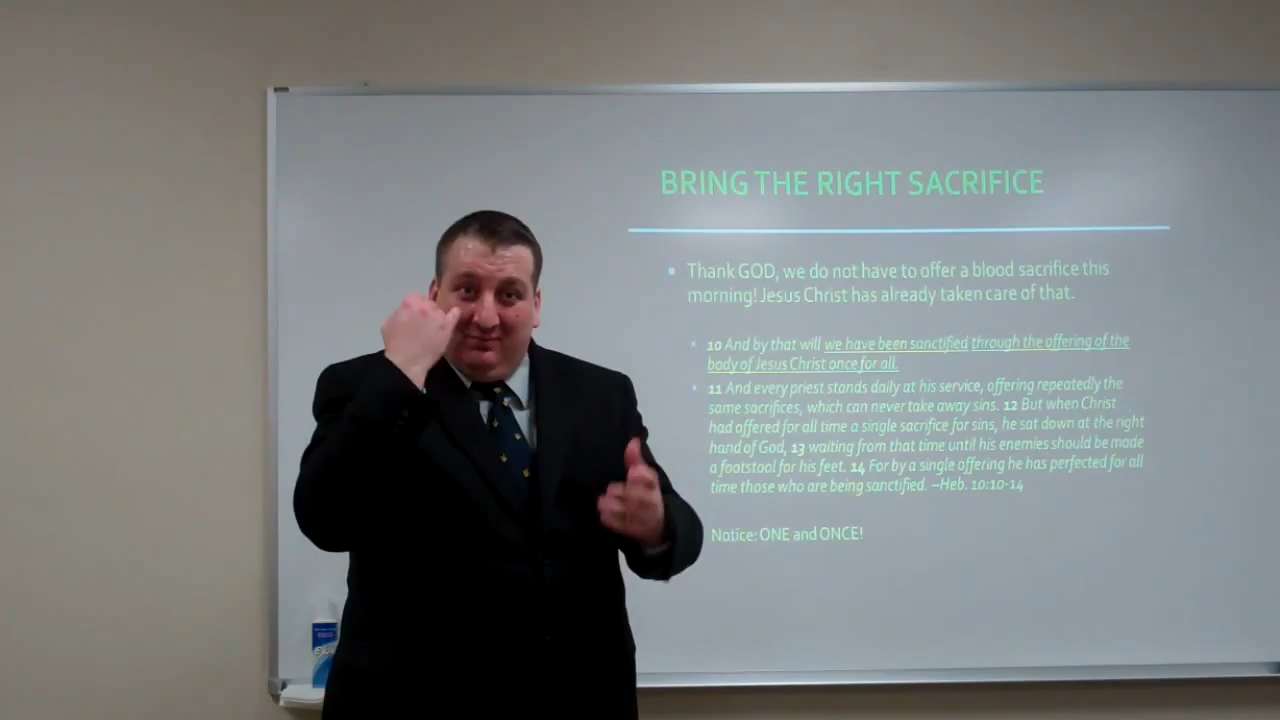 BRING THE RIGHT SACRIFICE
Thank GOD, we do not have to offer a blood sacrifice this
morning! Jesus Christ has already taken care of that.
10 And by that will we have been sanctified through the offering of the
body of Jesus Christ once for all.
11 And every priest stands daily at his service, offering repeatedly the
same sacrifices, which can never take away sins. 12 But when Christ
had offered for all time a single sacrifice for sins, he sat down at the right
hand of God, 13 waiting from that time until his enemies should be made
a footstool for his feet. 14 For by a single offering he has perfected for all
time those who are being sanctified. –Heb. 10:10-14
Notice: ONE and ONCE!